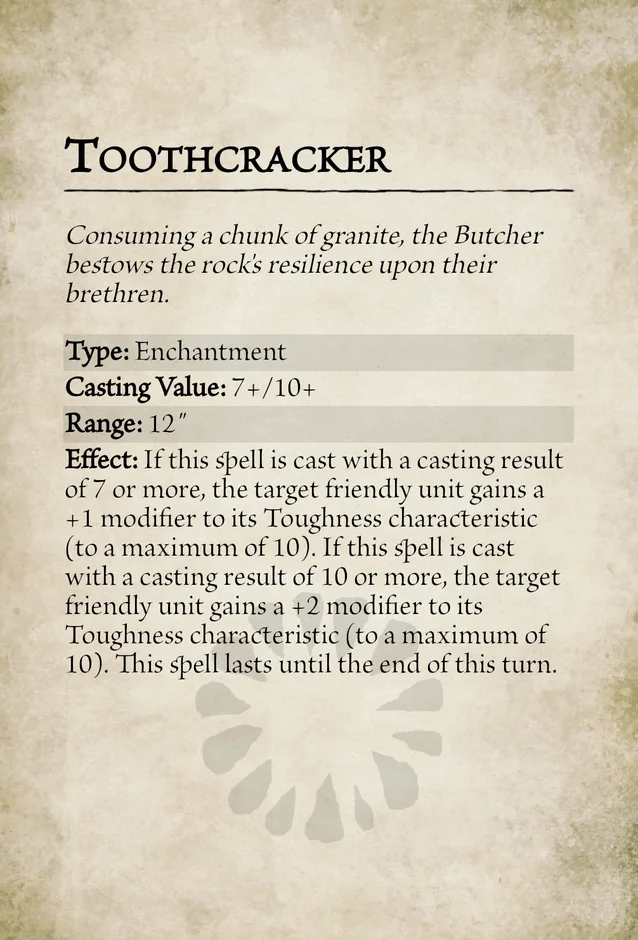 Toothcracker
Consuming a chunk of granite, the Butcher
bestows the rock's resilience upon their
brethren.
Type: Enchantment
Casting Value: 7+/10+
Range: 12"
Effect: If this spell is cast with a casting result
of 7 or more, the target friendly unit gains a
+1 modifier to its Toughness characteristic
(to a maximum of 10). If this spell is cast
with a casting result of 10 or more, the target
friendly unit gains a +2 modifier to its
Toughness characteristic (to a maximum of
10). This spell lasts until the end of this turn.